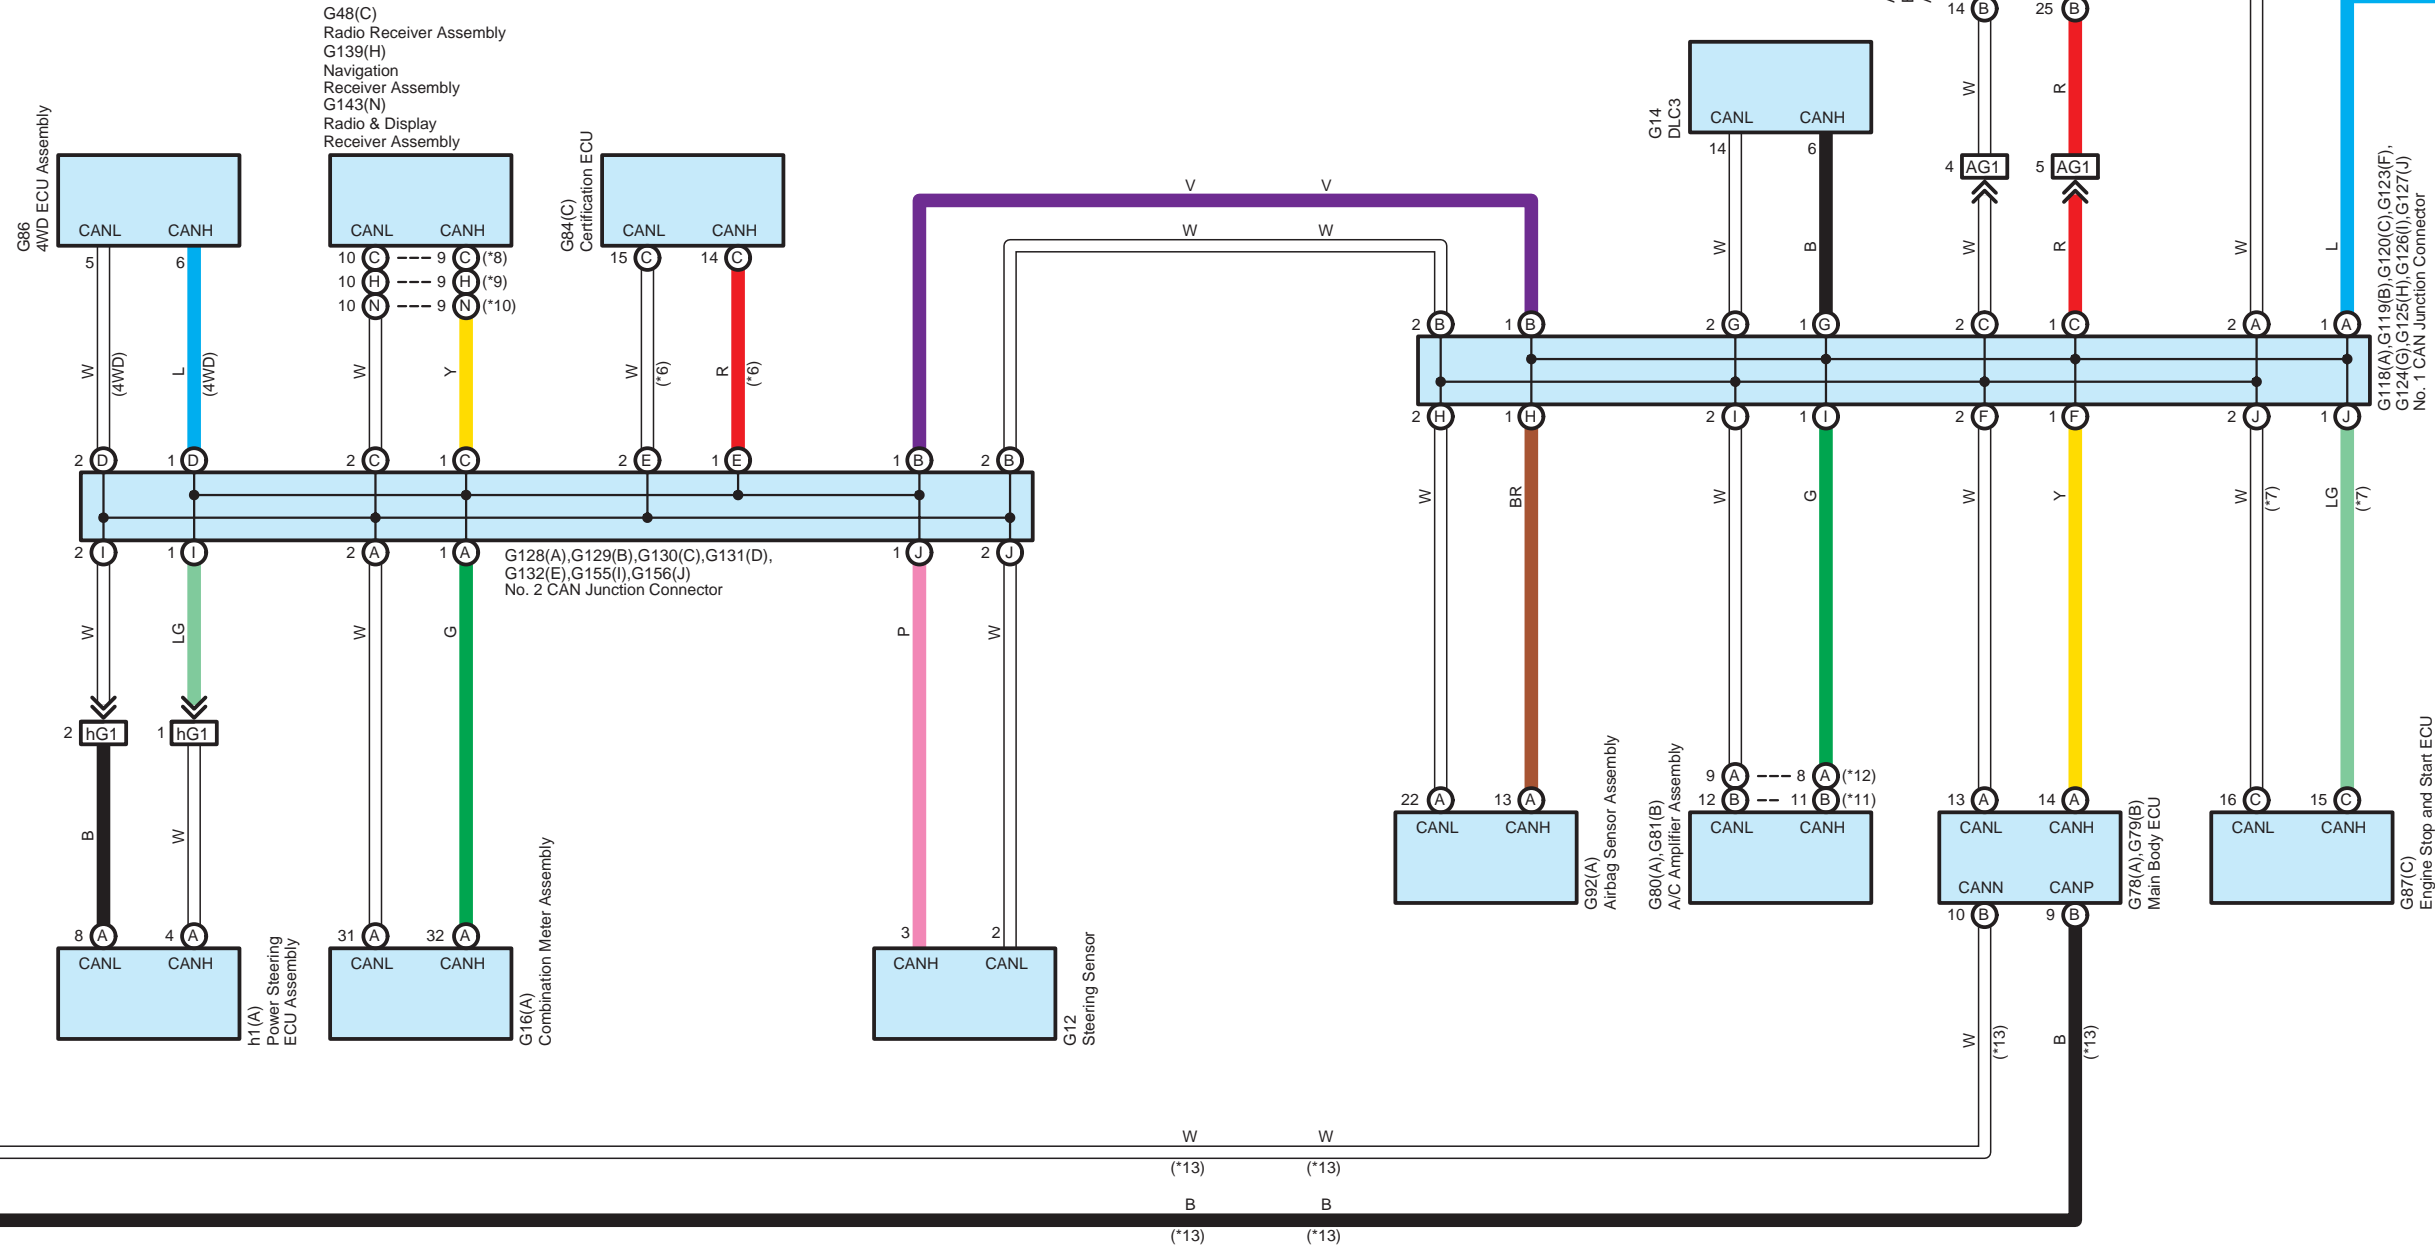 G48(C)
Radio Receiver Assembly
G139(H)
Navigation
Receiver Assembly
G143(N)
Radio & Display
Receiver Assembly
14 B 25 B
G86
4WD ECU Assembly
CANL CANH
5 6
W (4WD) L (4WD)
CANL CANH
10 C 9 C (*8)
10 H 9 H (*9)
10 N 9 N (*10)
W Y
G84(C)
Certification ECU
CANL CANH
15 C 14 C
W (*6) R (*6)
V V
W W
G14
DLC3
CANL CANH
14 6
W B
W R
4 AG1 5 AG1
W R
W L
G118(A),G119(B),G120(C),G123(F),
G124(G),G125(H),G126(I),G127(J)
No. 1 CAN Junction Connector
2 B 1 B 2 G 1 G 2 C 1 C 2 A 1 A
2 H 1 H 2 I 1 I 2 F 1 F 2 J 1 J
2 D 1 D 2 C 1 C 2 E 1 E 1 B 2 B
2 I 1 I 2 A 1 A 1 J 2 J
G128(A),G129(B),G130(C),G131(D),
G132(E),G155(I),G156(J)
No. 2 CAN Junction Connector
W LG W G P W
2 hG1 1 hG1
B W
8 A 4 A
CANL CANH
h1(A)
Power Steering
ECU Assembly
31 A 32 A
CANL CANH
G16(A)
Combination Meter Assembly
3 2
CANH CANL
G12
Steering Sensor
W BR W G W Y W (*7) LG (*7)
22 A 13 A
CANL CANH
G92(A)
Airbag Sensor Assembly
9 A 8 A (*12)
12 B 11 B (*11)
CANL CANH
G80(A),G81(B)
A/C Amplifier Assembly
13 A 14 A
CANL CANH
CANN CANP
10 B 9 B
G78(A),G79(B)
Main Body ECU
16 C 15 C
CANL CANH
G87(C)
Engine Stop and Start ECU
W (*13) B (*13)
W W
(*13) (*13)
B B
(*13) (*13)